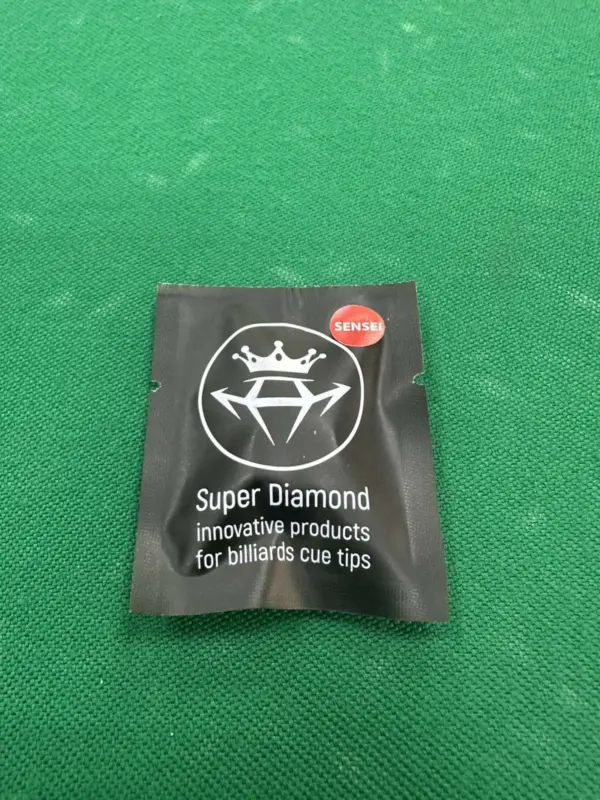 SENSEI
Super Diamond
innovative products
for billiards cue tips